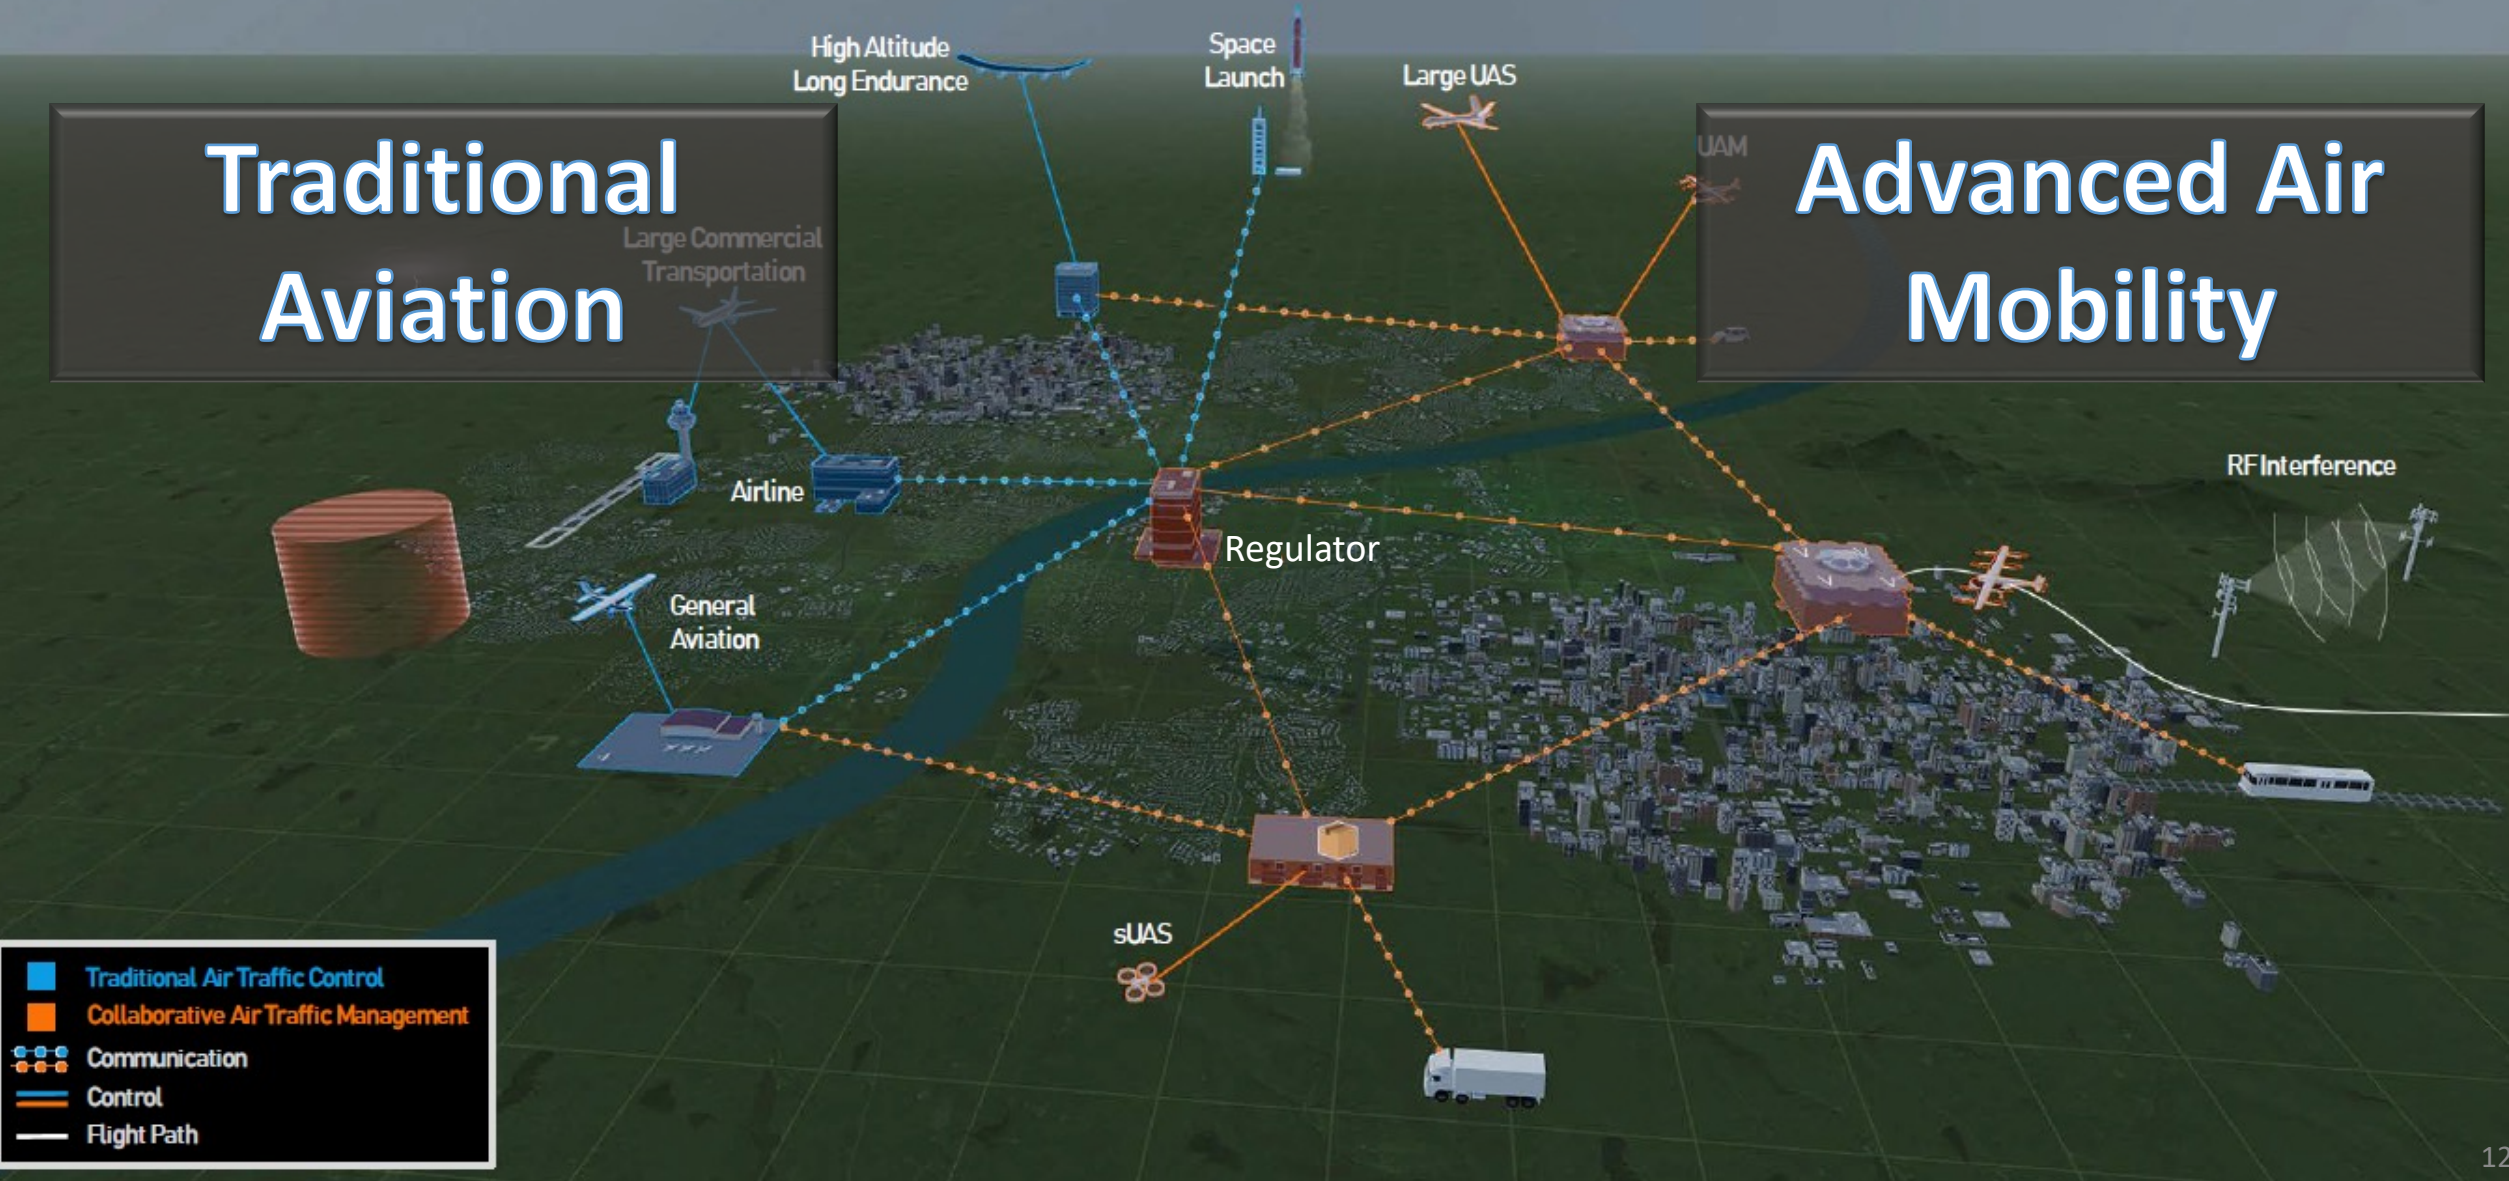 High Altitude
Long Endurance
Space
Launch
Large UAS
Traditional
Aviation
Large Commercial
Transportation
UAM
Advanced Air
Mobility
Airline
Regulator
RF Interference
General
Aviation
sUAS
Traditional Air Traffic Control
Collaborative Air Traffic Management
Communication
Control
Flight Path
12